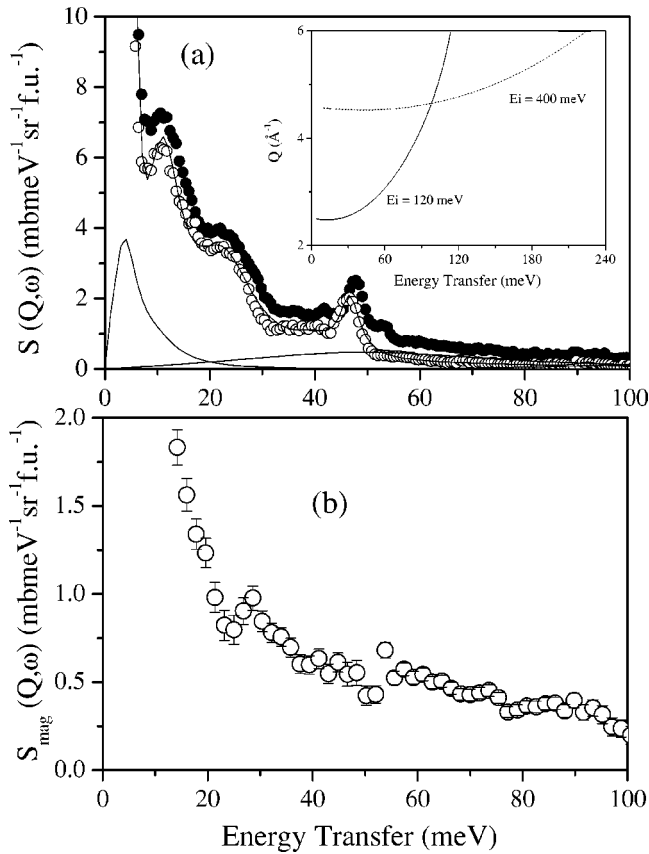 10
8
6
4
2
0
S (Q,ω) (mbmeV⁻¹sr⁻¹f.u.⁻¹)
(a)
6
4
2
Q (Å⁻¹)
Ei = 400 meV
Ei = 120 meV
0 60 120 180 240
Energy Transfer (meV)
0 20 40 60 80 100
2.0
1.5
1.0
0.5
0.0
S_mag (Q,ω) (mbmeV⁻¹sr⁻¹f.u.⁻¹)
(b)
0 20 40 60 80 100
Energy Transfer (meV)